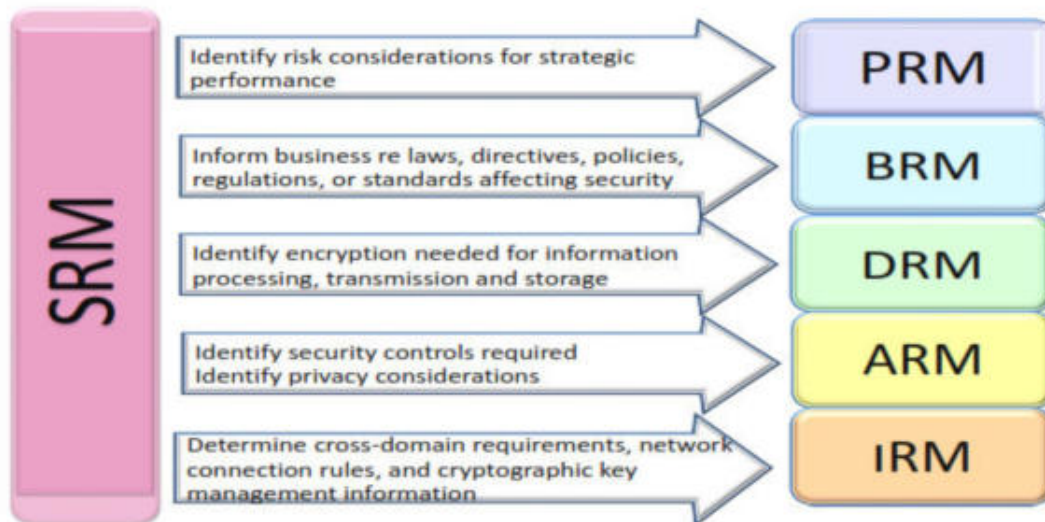 SRM
Identify risk considerations for strategic
performance
PRM
Inform business re laws, directives, policies,
regulations, or standards affecting security
BRM
Identify encryption needed for information
processing, transmission and storage
DRM
Identify security controls required
Identify privacy considerations
ARM
Determine cross-domain requirements, network
connection rules, and cryptographic key
management information
IRM